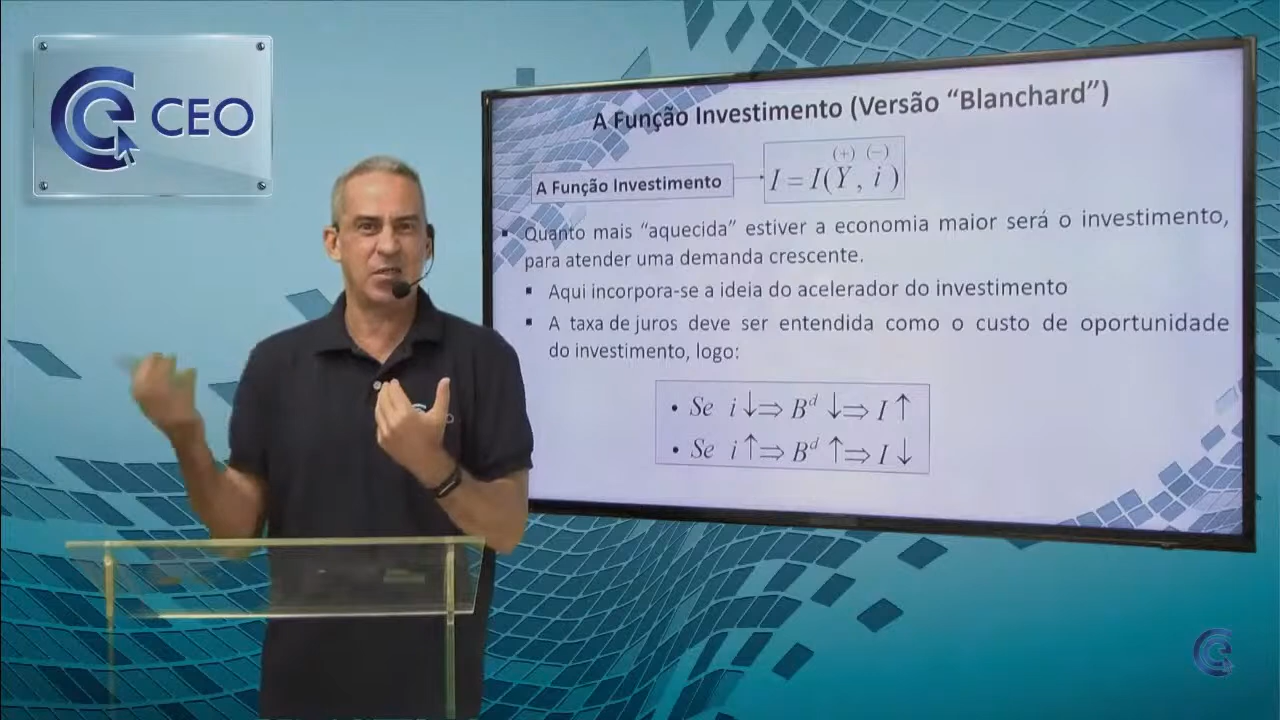 CEO
A Função Investimento (Versão “Blanchard”)
A Função Investimento
(+) (−)
I = I(Y, i)
▪ Quanto mais “aquecida” estiver a economia maior será o investimento,
para atender uma demanda crescente.
▪ Aqui incorpora-se a ideia do acelerador do investimento
▪ A taxa de juros deve ser entendida como o custo de oportunidade
do investimento, logo:
• Se i ↓⇒ Bᵈ ↓⇒ I ↑
• Se i ↑⇒ Bᵈ ↑⇒ I ↓